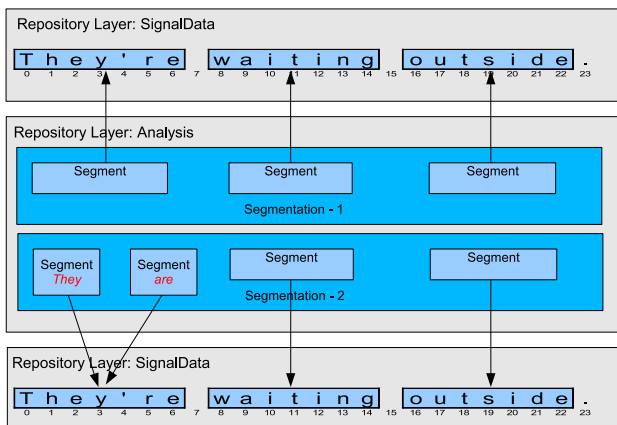 Repository Layer: SignalData
They're waiting outside.
0 1 2 3 4 5 6 7 8 9 10 11 12 13 14 15 16 17 18 19 20 21 22 23
Repository Layer: Analysis
Segment Segment Segment
Segmentation - 1
Segment Segment Segment Segment
They are
Segmentation - 2
Repository Layer: SignalData
They're waiting outside.
0 1 2 3 4 5 6 7 8 9 10 11 12 13 14 15 16 17 18 19 20 21 22 23